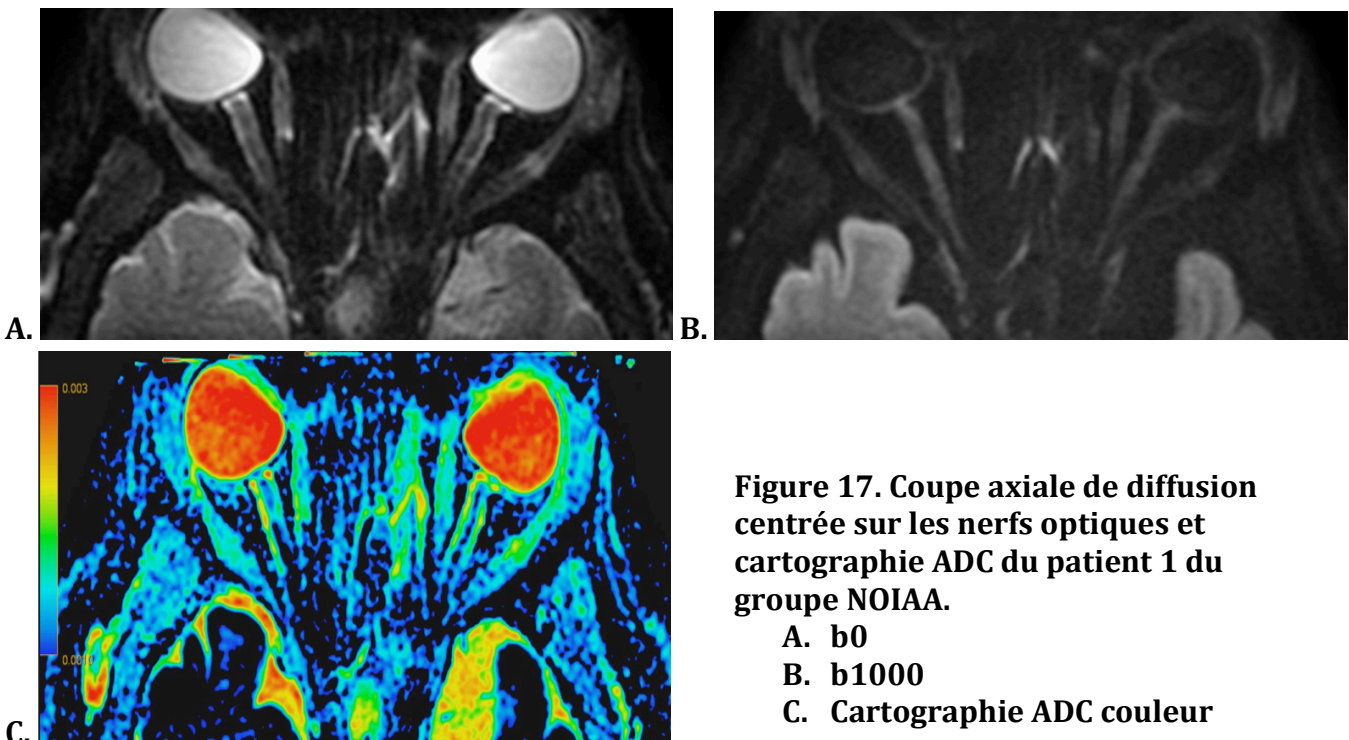 A.
B.
0.003
0.0010
C.
Figure 17. Coupe axiale de diffusion
centrée sur les nerfs optiques et
cartographie ADC du patient 1 du
groupe NOIAA.
A. b0
B. b1000
C. Cartographie ADC couleur